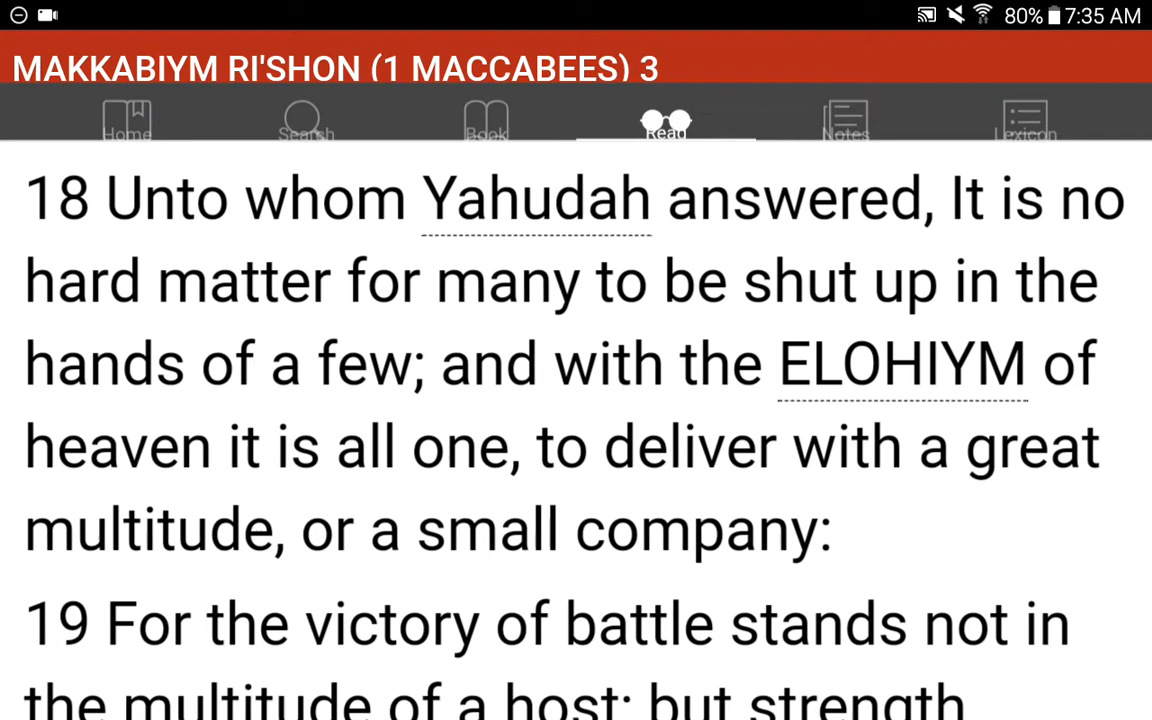 80% 7:35 AM
MAKKABIYM RI'SHON (1 MACCABEES) 3
Home Search Book Read Notes Lexicon
18 Unto whom Yahudah answered, It is no
hard matter for many to be shut up in the
hands of a few; and with the ELOHIYM of
heaven it is all one, to deliver with a great
multitude, or a small company:
19 For the victory of battle stands not in
the multitude of a host; but strength